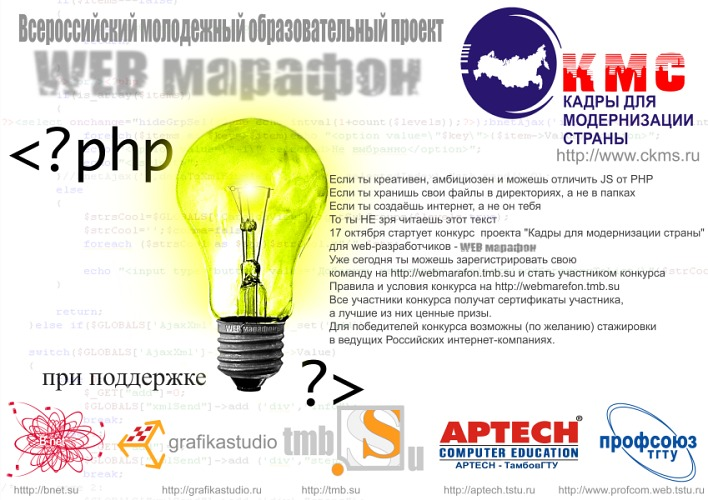 Всероссийский молодежный образовательный проект
WEB марафон
КМС
КАДРЫ ДЛЯ
МОДЕРНИЗАЦИИ
СТРАНЫ
http://www.ckms.ru
<?php
Если ты креативен, амбициозен и можешь отличить JS от PHP
Если ты хранишь свои файлы в директориях, а не в папках
Если ты создаёшь интернет, а не он тебя
То ты НЕ зря читаешь этот текст
17 октября стартует конкурс проекта "Кадры для модернизации страны"
для web-разработчиков - WEB марафон
Уже сегодня ты можешь зарегистрировать свою
команду на http://webmarafon.tmb.su и стать участником конкурса
Правила и условия конкурса на http://webmarefon.tmb.su
Все участники конкурса получат сертификаты участника,
а лучшие из них ценные призы.
Для победителей конкурса возможны (по желанию) стажировки
в ведущих Российских интернет-компаниях.
WEB марафон
при поддержке
?>
B-net
grafikastudio
tmb.su
APTECH
COMPUTER EDUCATION
APTECH - ТамбовГТУ
профсоюз
ТГТУ
http://bnet.su
http://grafikastudio.ru
http://tmb.su
http://aptech.tstu.ru
http://www.profcom.web.tstu.ru